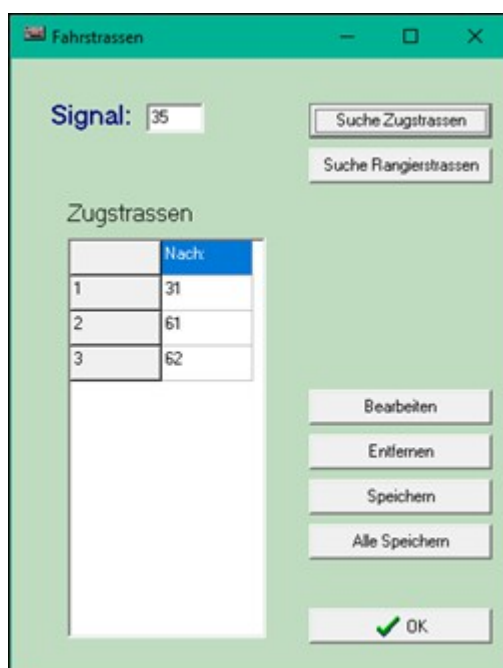 Fahrstrassen
Signal: 35
Suche Zugstrassen
Suche Rangierstrassen
Zugstrassen
Nach:
1 31
2 61
3 62
Bearbeiten
Entfernen
Speichern
Alle Speichern
OK